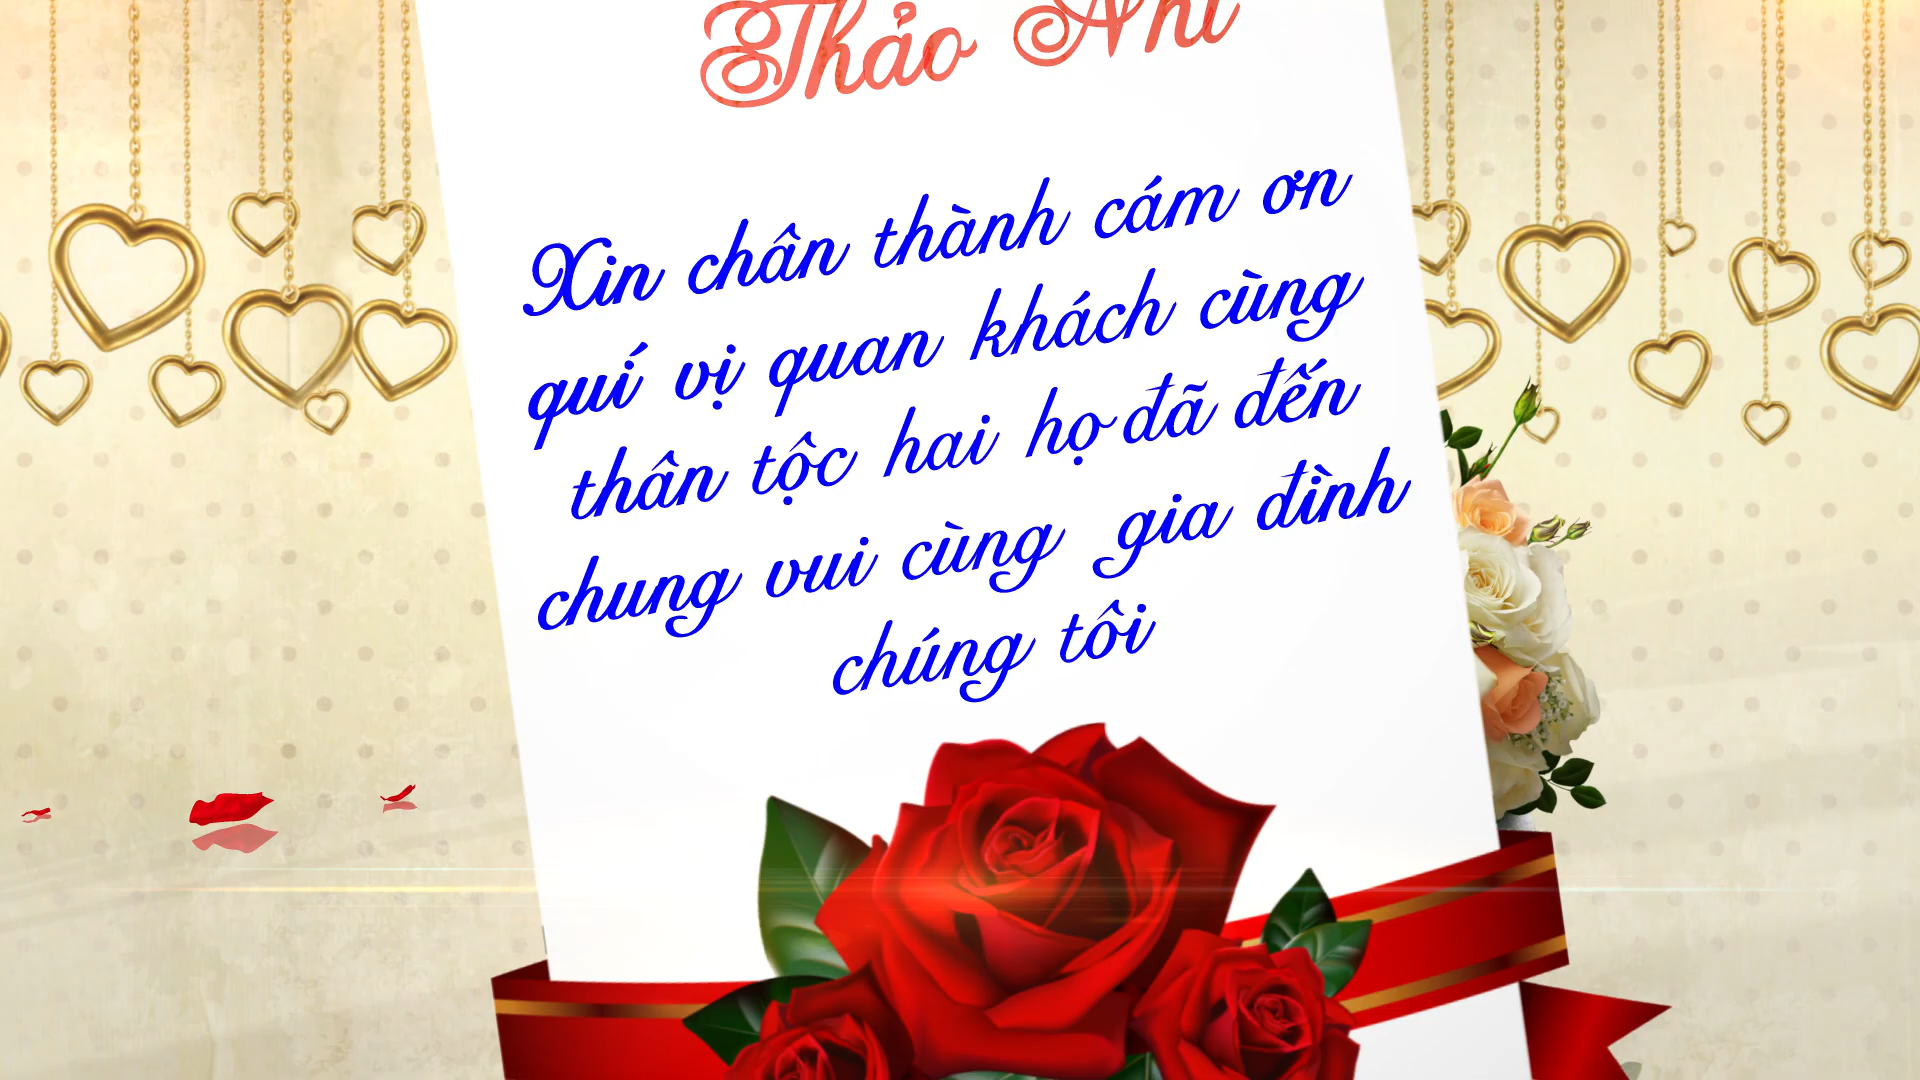 Thảo Nhi
Xin chân thành cám ơn
quí vị quan khách cùng
thân tộc hai họ đã đến
chung vui cùng gia đình
chúng tôi